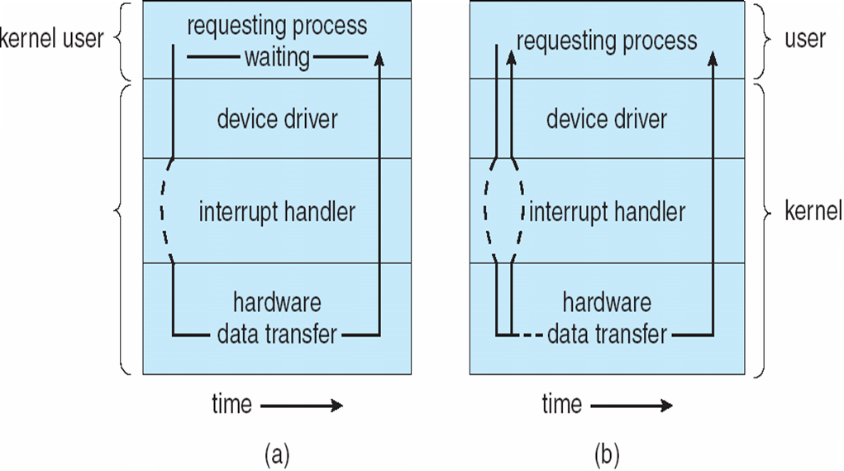 kernel user
requesting process
waiting
device driver
interrupt handler
hardware
data transfer
time
(a)
requesting process
user
device driver
interrupt handler
kernel
hardware
data transfer
time
(b)